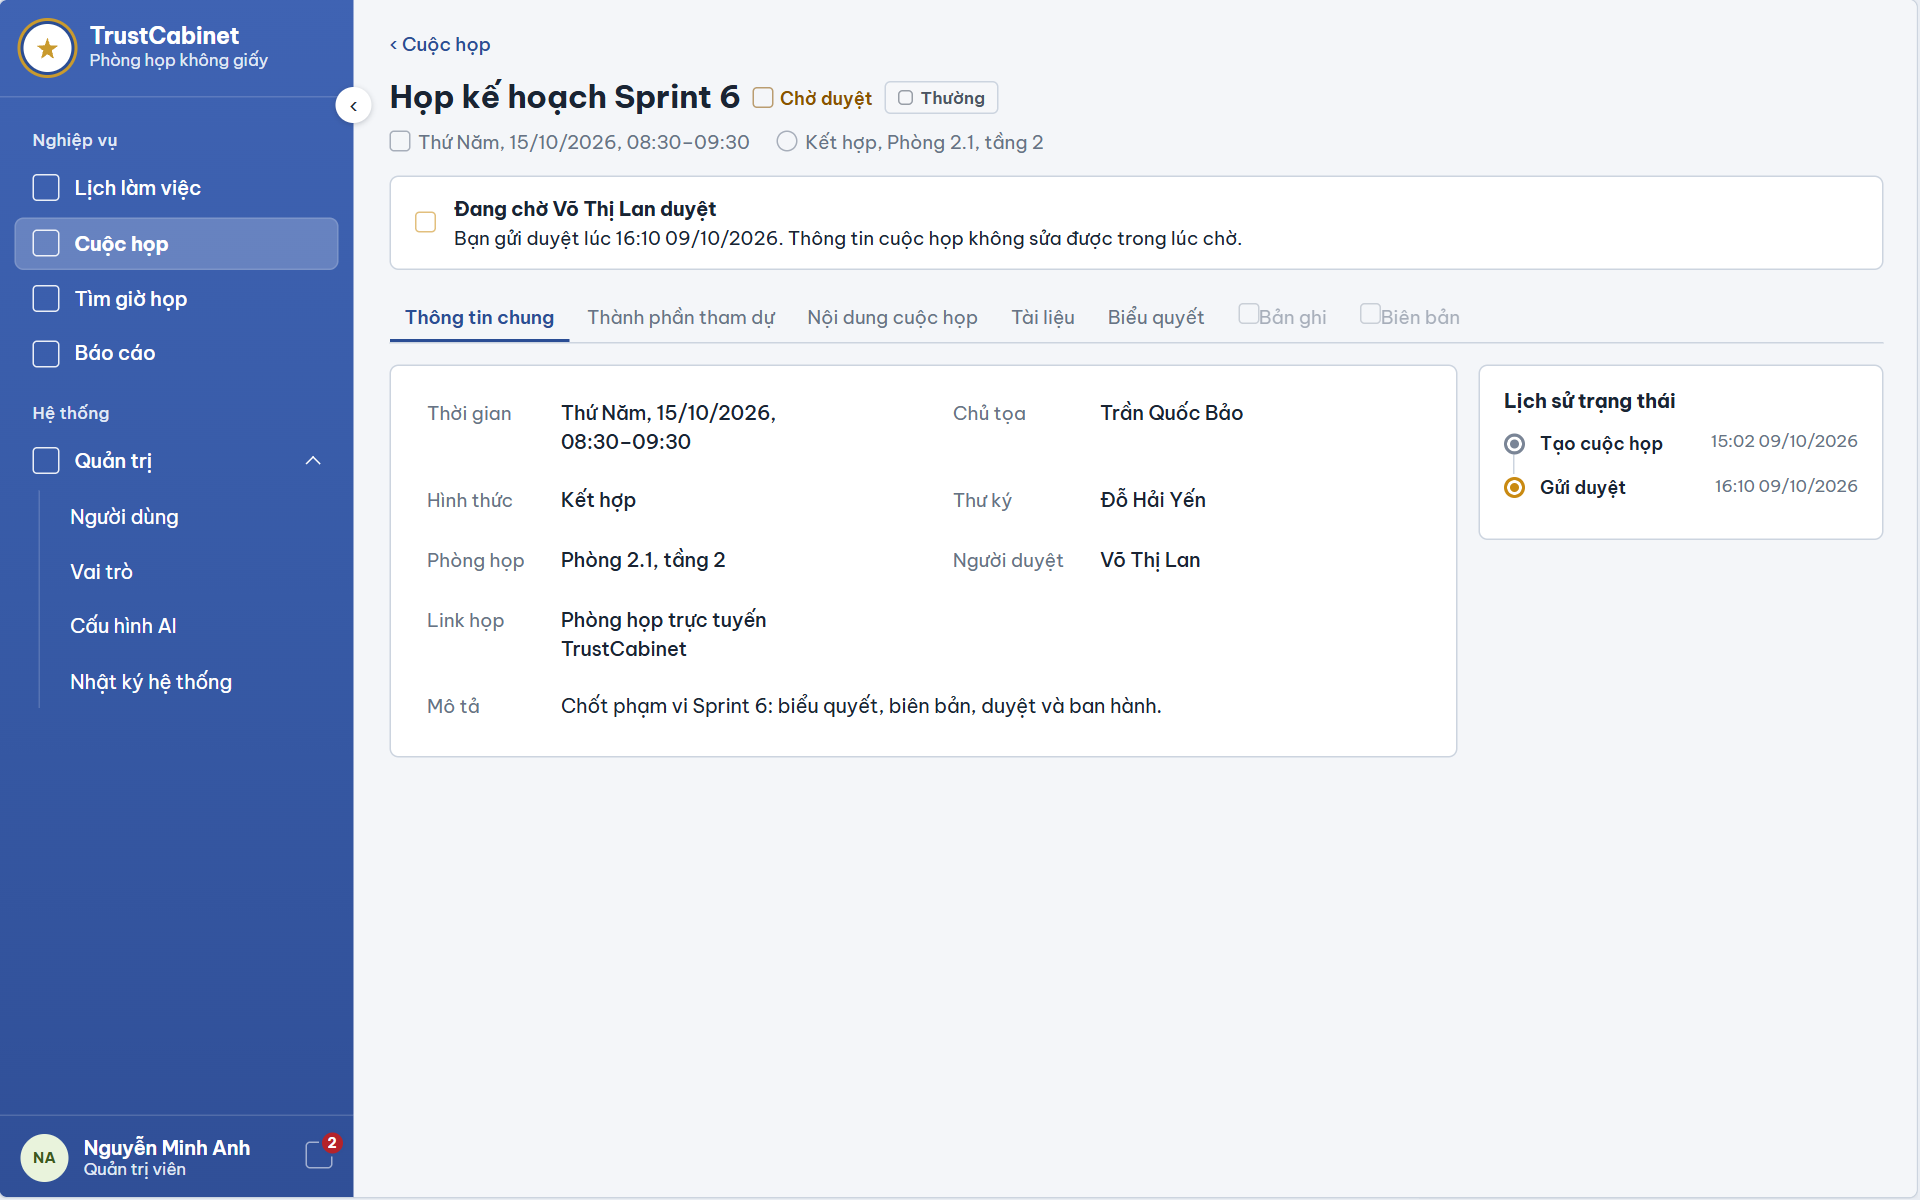 TrustCabinet
Phòng họp không giấy
Nghiệp vụ
Lịch làm việc
Cuộc họp
Tìm giờ họp
Báo cáo
Hệ thống
Quản trị
Người dùng
Vai trò
Cấu hình AI
Nhật ký hệ thống
NA
Nguyễn Minh Anh
Quản trị viên
2
‹ Cuộc họp
Họp kế hoạch Sprint 6 Chờ duyệt Thường
Thứ Năm, 15/10/2026, 08:30–09:30 Kết hợp, Phòng 2.1, tầng 2
Đang chờ Võ Thị Lan duyệt
Bạn gửi duyệt lúc 16:10 09/10/2026. Thông tin cuộc họp không sửa được trong lúc chờ.
Thông tin chung Thành phần tham dự Nội dung cuộc họp Tài liệu Biểu quyết Bản ghi Biên bản
Thời gian Thứ Năm, 15/10/2026,
08:30–09:30
Chủ tọa Trần Quốc Bảo
Hình thức Kết hợp
Thư ký Đỗ Hải Yến
Phòng họp Phòng 2.1, tầng 2
Người duyệt Võ Thị Lan
Link họp Phòng họp trực tuyến
TrustCabinet
Mô tả Chốt phạm vi Sprint 6: biểu quyết, biên bản, duyệt và ban hành.
Lịch sử trạng thái
Tạo cuộc họp 15:02 09/10/2026
Gửi duyệt 16:10 09/10/2026